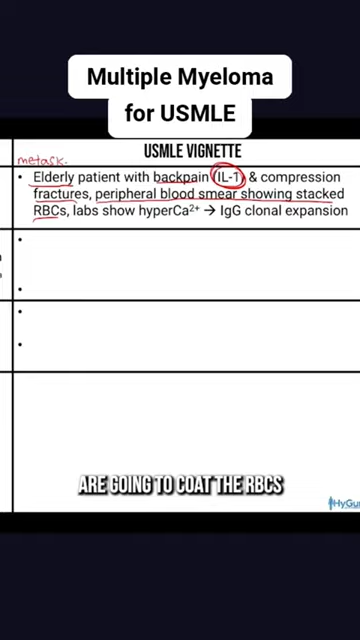 Multiple Myeloma
for USMLE
USMLE VIGNETTE
• Elderly patient with backpain (IL-1) & compression
fractures, peripheral blood smear showing stacked
RBCs, labs show hyperCa²⁺ → IgG clonal expansion
ARE GOING TO COAT THE RBCS